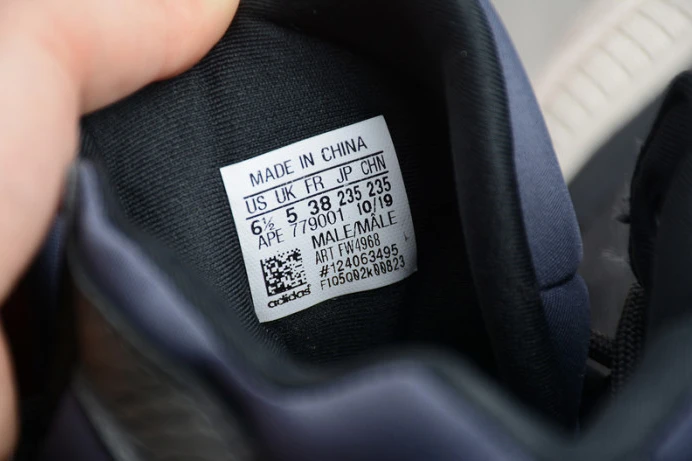 MADE IN CHINA
US UK FR JP CHN
6½ 5 38 235 235
APE 779001 10/19
MALE/MÂLE
ART FW4968
#124063495
F1Q5Q02K00823
adidas